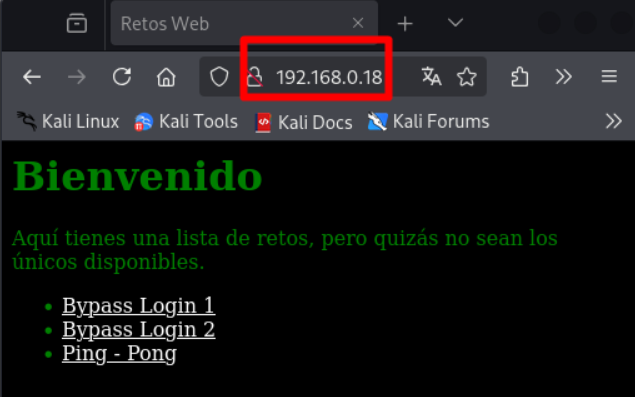 Retos Web
192.168.0.18
Kali Linux Kali Tools Kali Docs Kali Forums
Bienvenido
Aquí tienes una lista de retos, pero quizás no sean los
únicos disponibles.
Bypass Login 1
Bypass Login 2
Ping - Pong